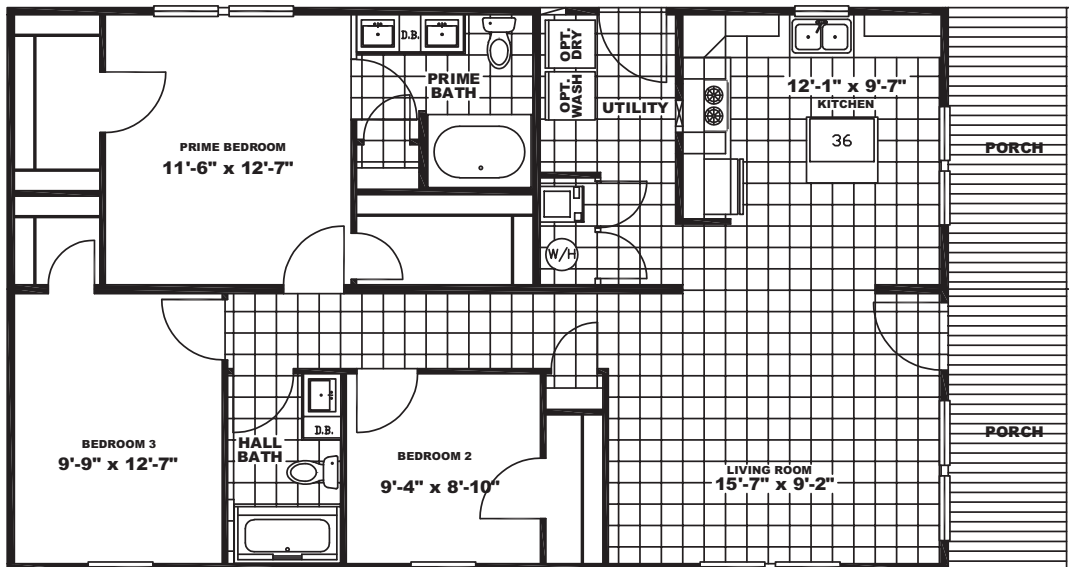 D.B.
PRIME
BATH
OPT.
DRY
OPT.
WASH
UTILITY
12'-1" x 9'-7"
KITCHEN
36
PORCH
PRIME BEDROOM
11'-6" x 12'-7"
W/H
BEDROOM 3
9'-9" x 12'-7"
HALL
BATH
D.B.
BEDROOM 2
9'-4" x 8'-10"
LIVING ROOM
15'-7" x 9'-2"
PORCH